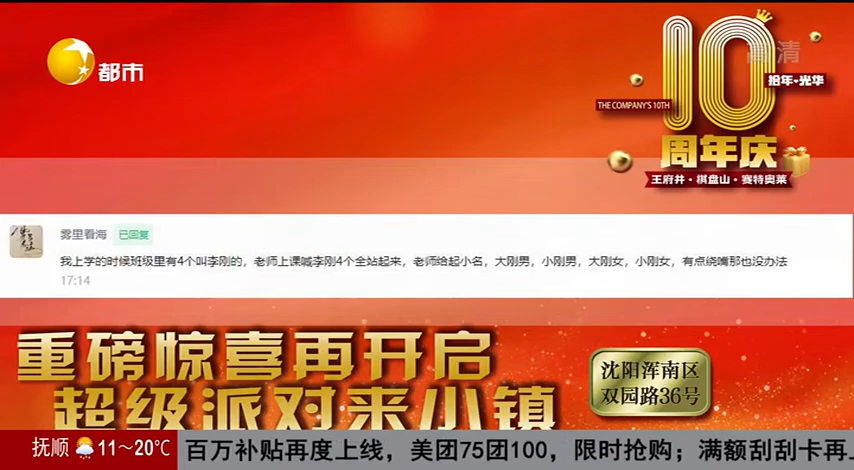 都市
高清
10
拾年·光华
THE COMPANY'S 10TH
周年庆
王府井·棋盘山·赛特奥莱
雾里看海 已回复
我上学的时候班级里有4个叫李刚的，老师上课喊李刚4个全站起来，老师给起小名，大刚男，小刚男，大刚女，小刚女，有点绕嘴那也没办法
17:14
重磅惊喜再开启
超级派对来小镇
沈阳浑南区
双园路36号
抚顺 11~20℃ 百万补贴再度上线，美团75团100，限时抢购；满额刮刮卡再上